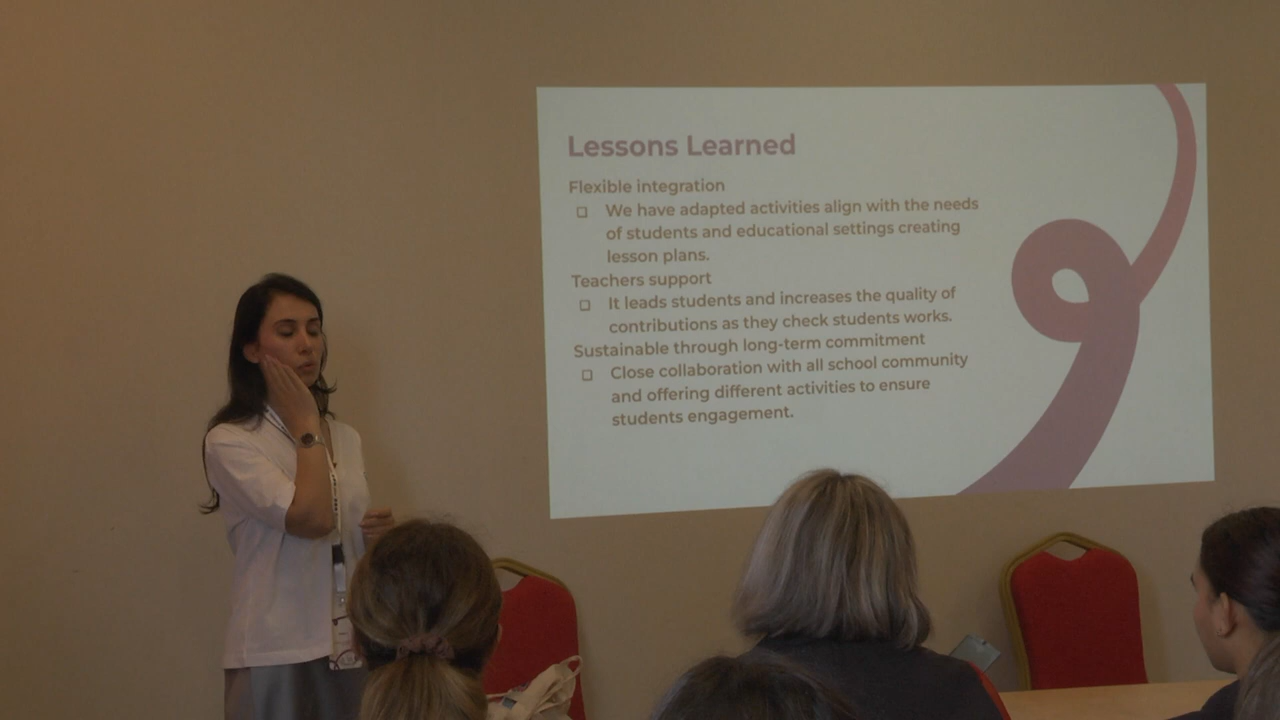 Lessons Learned
Flexible integration
❑ We have adapted activities align with the needs
of students and educational settings creating
lesson plans.
Teachers support
❑ It leads students and increases the quality of
contributions as they check students works.
Sustainable through long-term commitment
❑ Close collaboration with all school community
and offering different activities to ensure
students engagement.